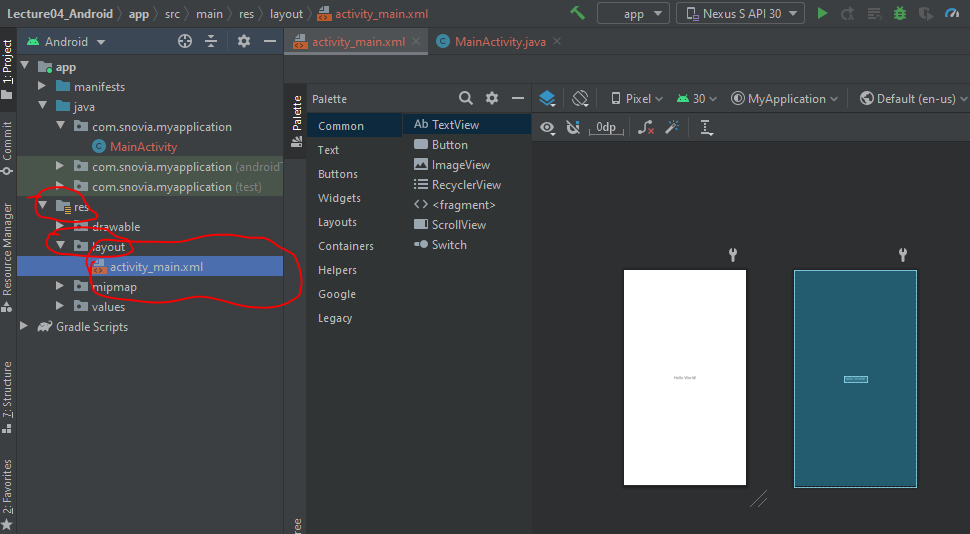 Lecture04_Android app src main res layout activity_main.xml app Nexus S API 30
Android
activity_main.xml MainActivity.java
1: Project
Commit
Resource Manager
7: Structure
2: Favorites
app
manifests
java
com.snovia.myapplication
MainActivity
com.snovia.myapplication (android
com.snovia.myapplication (test)
res
drawable
layout
activity_main.xml
mipmap
values
Gradle Scripts
Palette
Palette
Common
Text
Buttons
Widgets
Layouts
Containers
Helpers
Google
Legacy
Ab TextView
Button
ImageView
RecyclerView
<fragment>
ScrollView
Switch
Pixel 30 MyApplication Default (en-us)
0dp
Hello World!